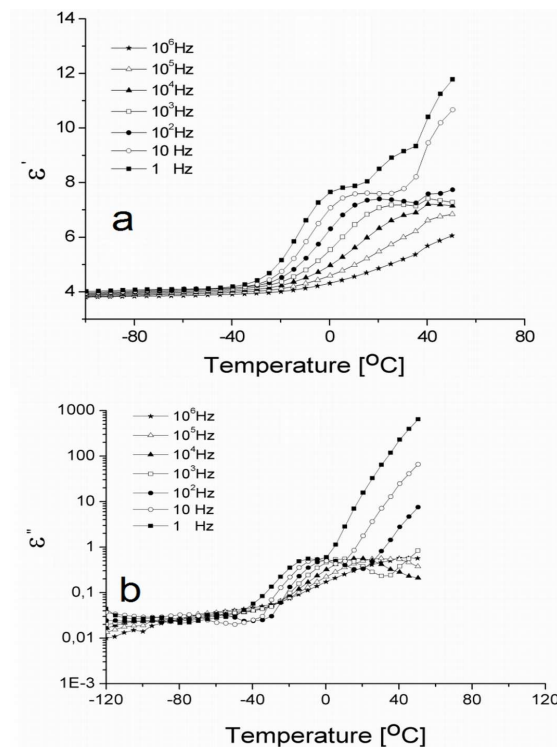 14
12
10
8
6
4
ε'
10⁶Hz
10⁵Hz
10⁴Hz
10³Hz
10²Hz
10 Hz
1 Hz
a
-80
-40
0
40
80
Temperature [°C]
1000
100
10
1
0,1
0,01
1E-3
ε''
10⁶Hz
10⁵Hz
10⁴Hz
10³Hz
10²Hz
10 Hz
1 Hz
b
-120
-80
-40
0
40
80
120
Temperature [°C]